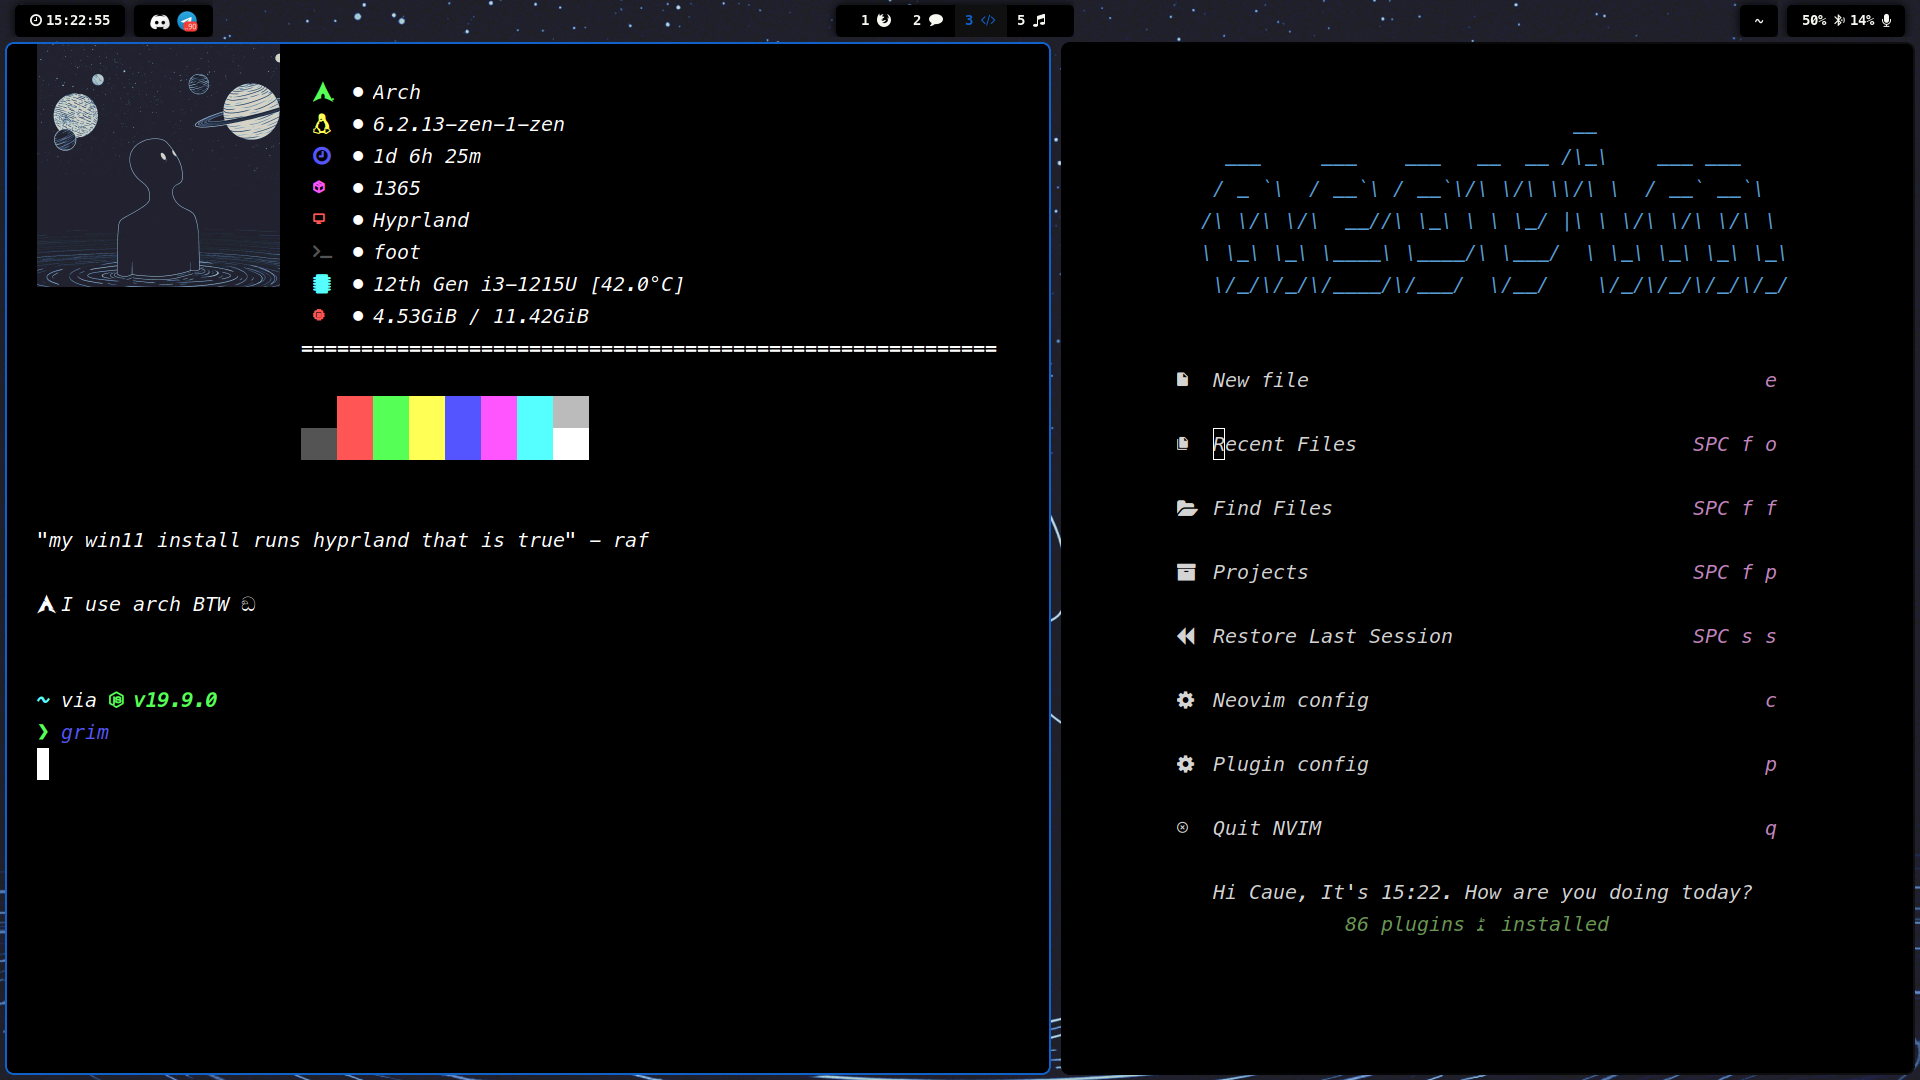 15:22:55
90
1 2 3 </> 5
~
50% 14%
● Arch
● 6.2.13-zen-1-zen
● 1d 6h 25m
● 1365
● Hyprland
● foot
● 12th Gen i3-1215U [42.0°C]
● 4.53GiB / 11.42GiB
==========================================================
"my win11 install runs hyprland that is true" - raf
I use arch BTW ඞ
~ via v19.9.0
❯ grim
neovim
New file e
Recent Files SPC f o
Find Files SPC f f
Projects SPC f p
Restore Last Session SPC s s
Neovim config c
Plugin config p
Quit NVIM q
Hi Caue, It's 15:22. How are you doing today?
86 plugins installed